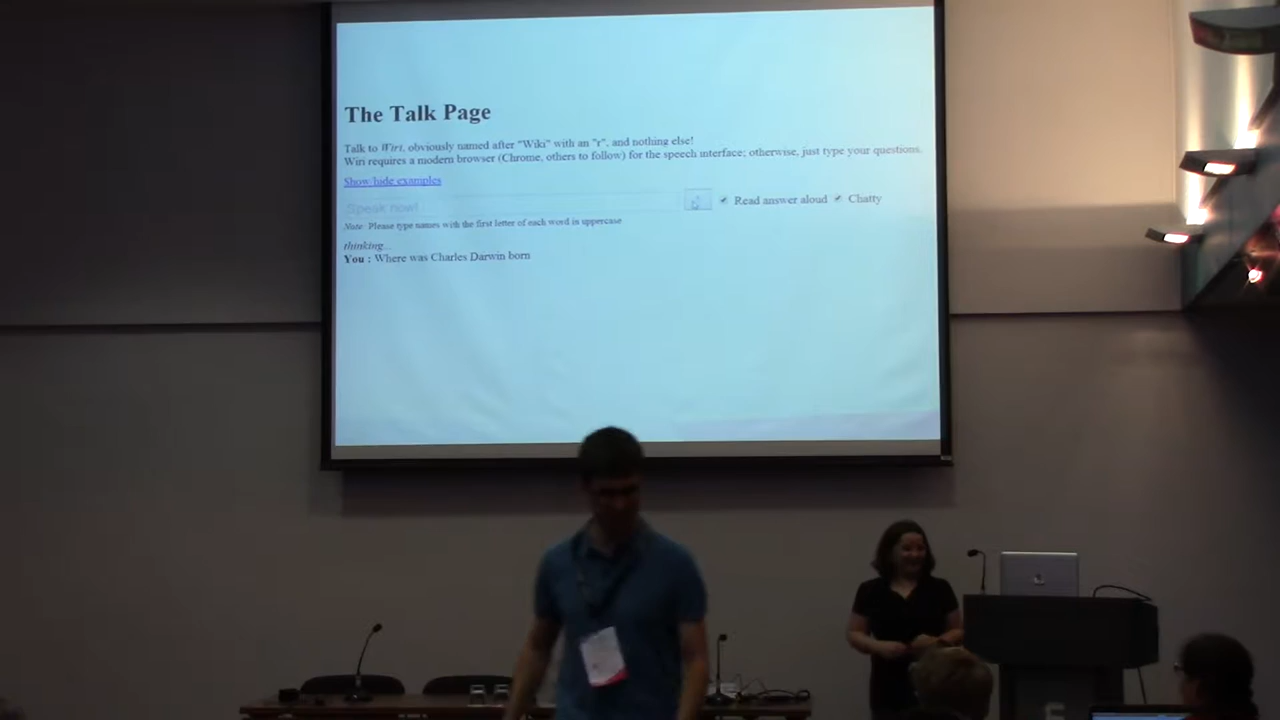 The Talk Page
Talk to Wiri, obviously named after "Wiki" with an "r", and nothing else!
Wiri requires a modern browser (Chrome, others to follow) for the speech interface; otherwise, just type your questions.
Show/hide examples
Speak now!
Read answer aloud
Chatty
Note: Please type names with the first letter of each word is uppercase
thinking...
You : Where was Charles Darwin born